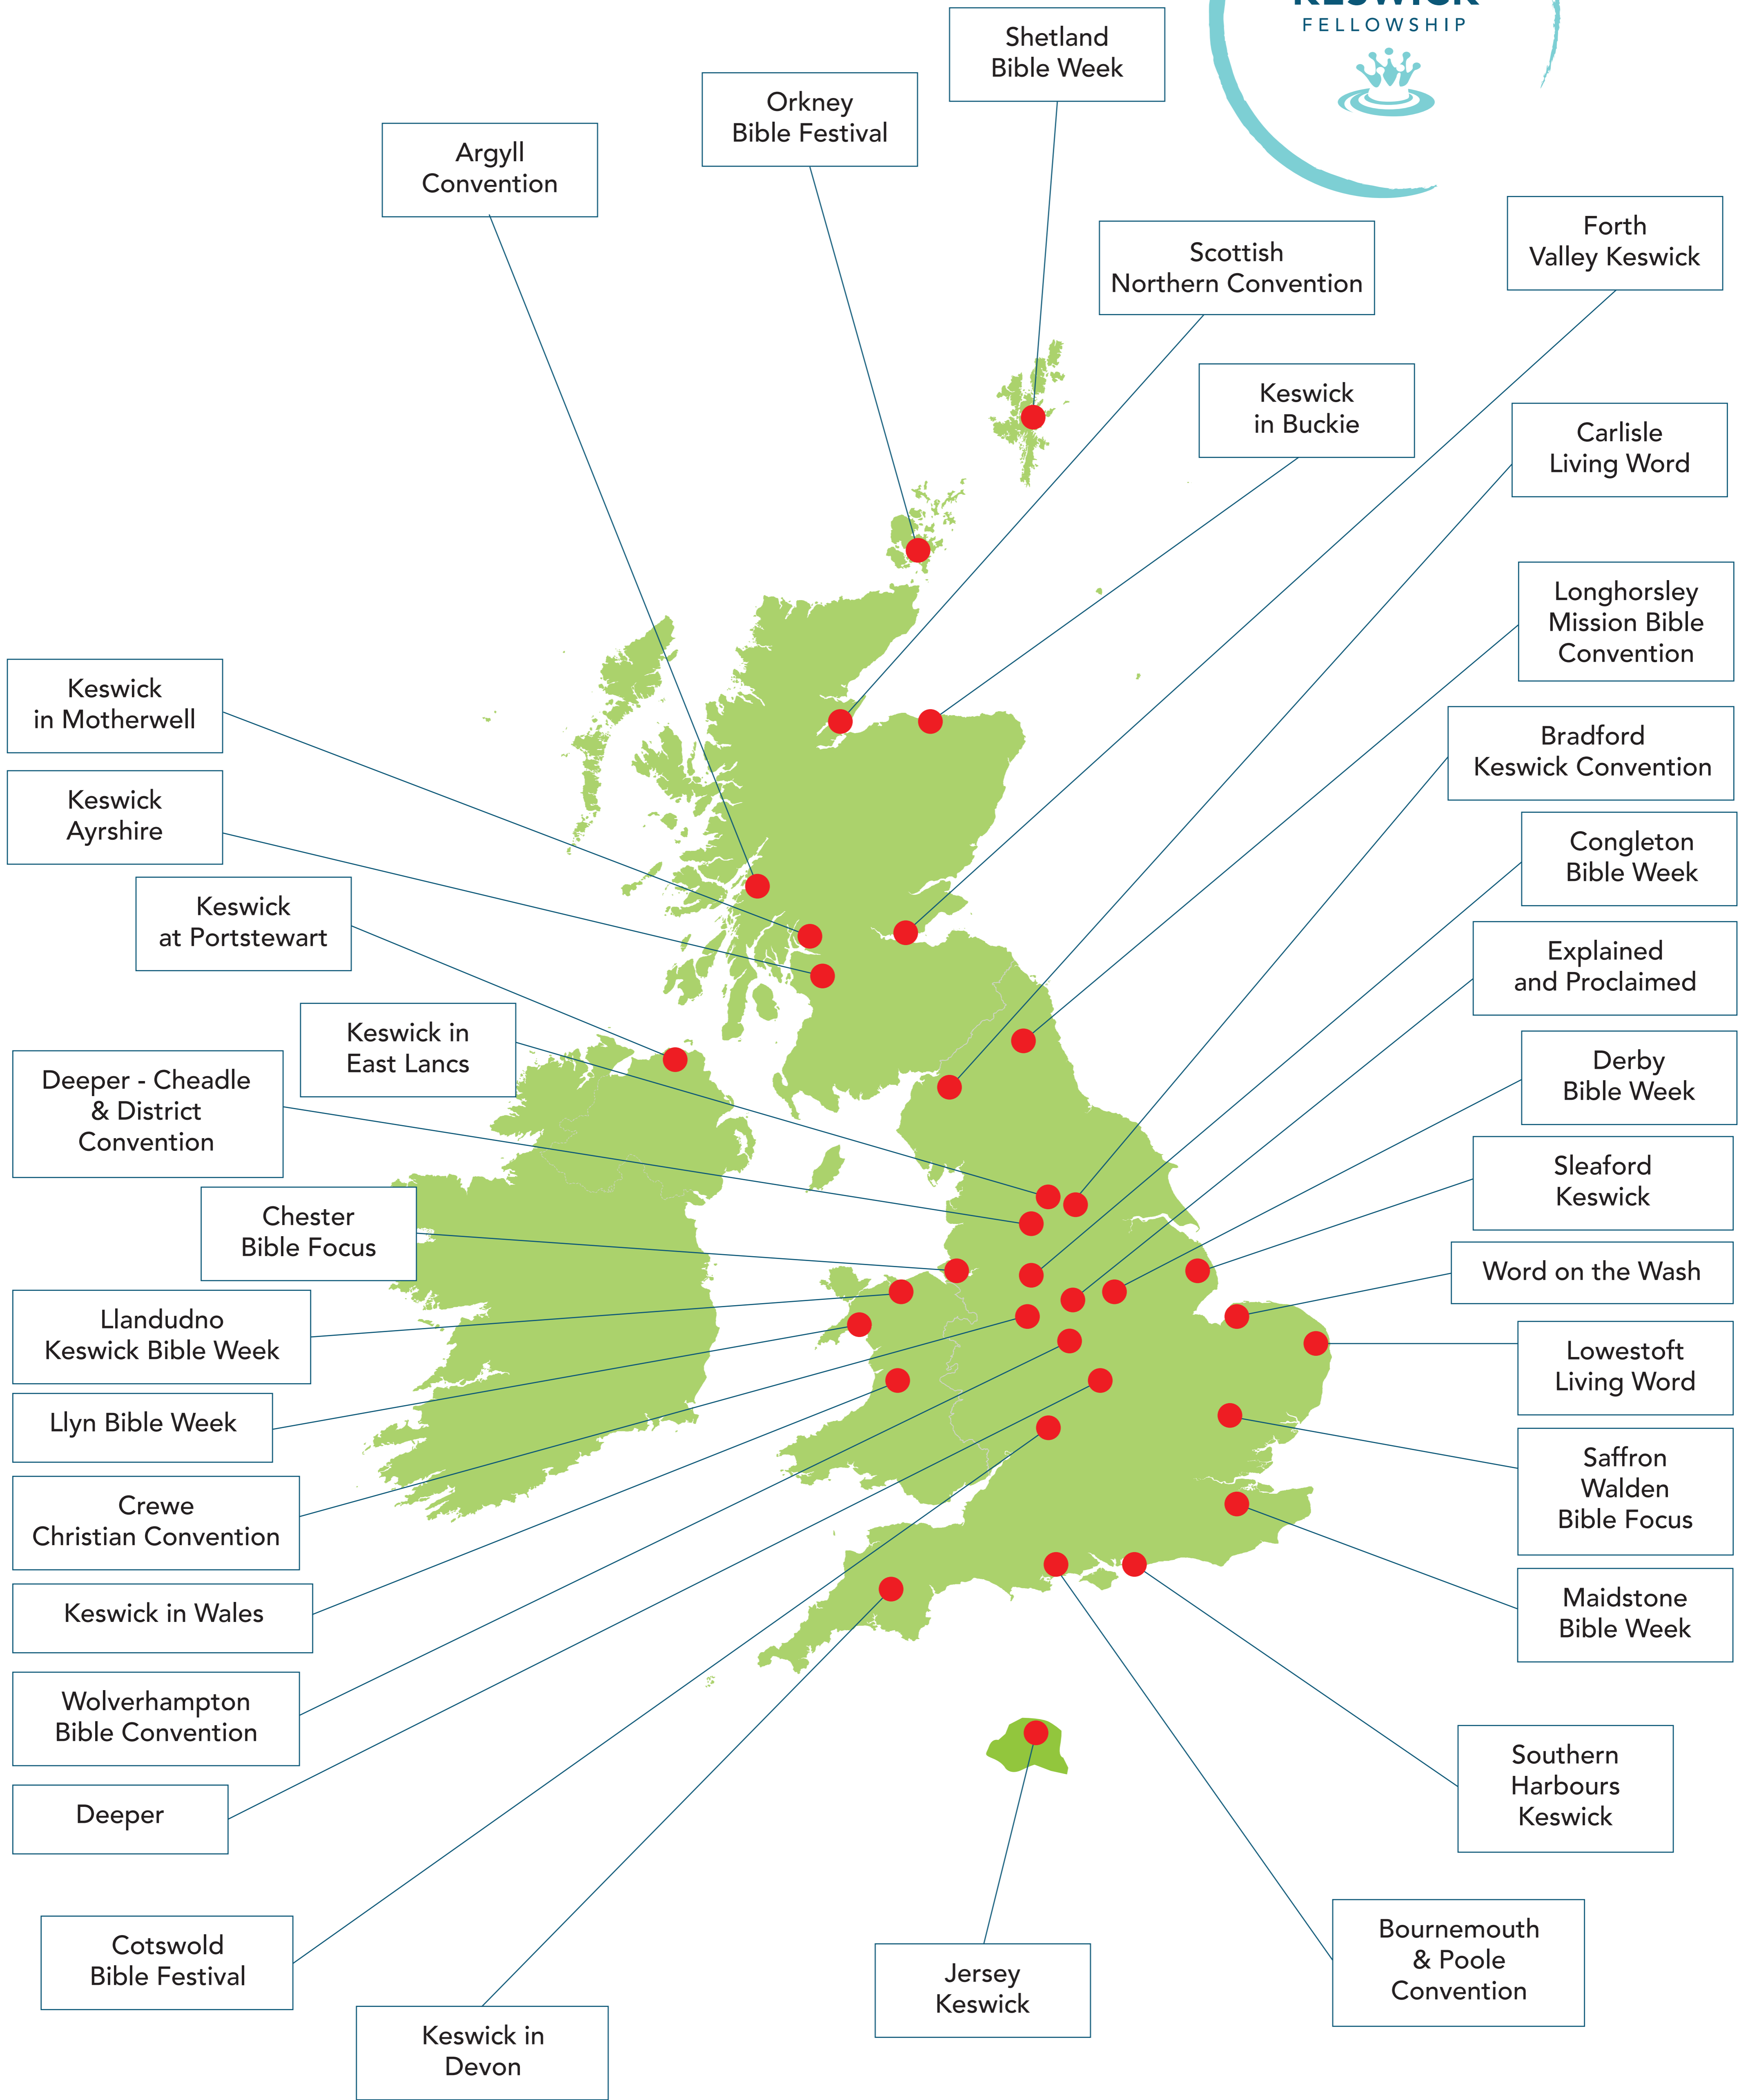 KESWICK
FELLOWSHIP
Shetland
Bible Week
Orkney
Bible Festival
Argyll
Convention
Scottish
Northern Convention
Forth
Valley Keswick
Keswick
in Buckie
Carlisle
Living Word
Longhorsley
Mission Bible
Convention
Keswick
in Motherwell
Bradford
Keswick Convention
Keswick
Ayrshire
Congleton
Bible Week
Keswick
at Portstewart
Explained
and Proclaimed
Keswick in
East Lancs
Derby
Bible Week
Deeper - Cheadle
& District
Convention
Sleaford
Keswick
Chester
Bible Focus
Word on the Wash
Llandudno
Keswick Bible Week
Lowestoft
Living Word
Llyn Bible Week
Saffron
Walden
Bible Focus
Crewe
Christian Convention
Keswick in Wales
Maidstone
Bible Week
Wolverhampton
Bible Convention
Southern
Harbours
Keswick
Deeper
Cotswold
Bible Festival
Bournemouth
& Poole
Convention
Jersey
Keswick
Keswick in
Devon